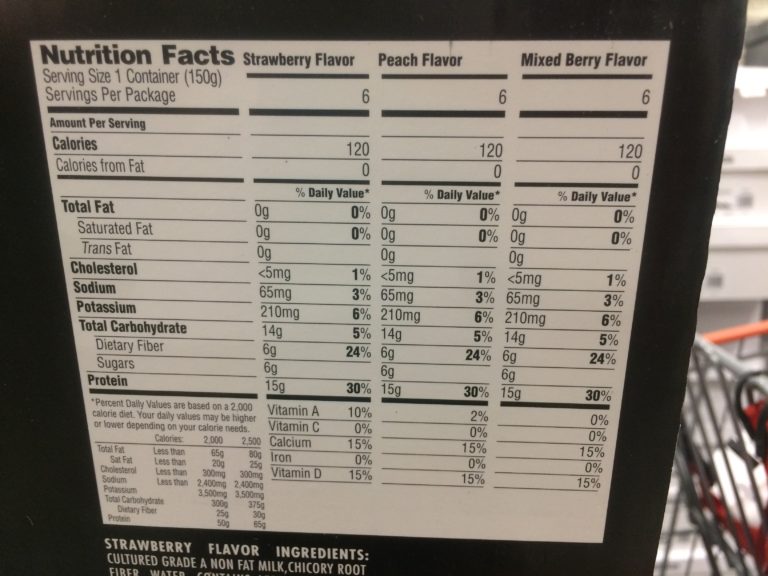 Nutrition Facts Strawberry Flavor Peach Flavor Mixed Berry Flavor
Serving Size 1 Container (150g)
Servings Per Package 6 6 6
Amount Per Serving
Calories 120 120 120
Calories from Fat 0 0 0
% Daily Value* % Daily Value* % Daily Value*
Total Fat 0g 0% 0g 0% 0g 0%
Saturated Fat 0g 0% 0g 0% 0g 0%
Trans Fat 0g 0g 0g
Cholesterol <5mg 1% <5mg 1% <5mg 1%
Sodium 65mg 3% 65mg 3% 65mg 3%
Potassium 210mg 6% 210mg 6% 210mg 6%
Total Carbohydrate 14g 5% 14g 5% 14g 5%
Dietary Fiber 6g 24% 6g 24% 6g 24%
Sugars 6g 6g 6g
Protein 15g 30% 15g 30% 15g 30%
Vitamin A 10% 2% 0%
Vitamin C 0% 0% 0%
Calcium 15% 15% 15%
Iron 0% 0% 0%
Vitamin D 15% 15% 15%
*Percent Daily Values are based on a 2,000
calorie diet. Your daily values may be higher
or lower depending on your calorie needs.
Calories: 2,000 2,500
Total Fat Less than 65g 80g
Sat Fat Less than 20g 25g
Cholesterol Less than 300mg 300mg
Sodium Less than 2,400mg 2,400mg
Potassium 3,500mg 3,500mg
Total Carbohydrate 300g 375g
Dietary Fiber 25g 30g
Protein 50g 65g
STRAWBERRY FLAVOR INGREDIENTS:
CULTURED GRADE A NON FAT MILK, CHICORY ROOT
FIBER, WATER, CONTAINS